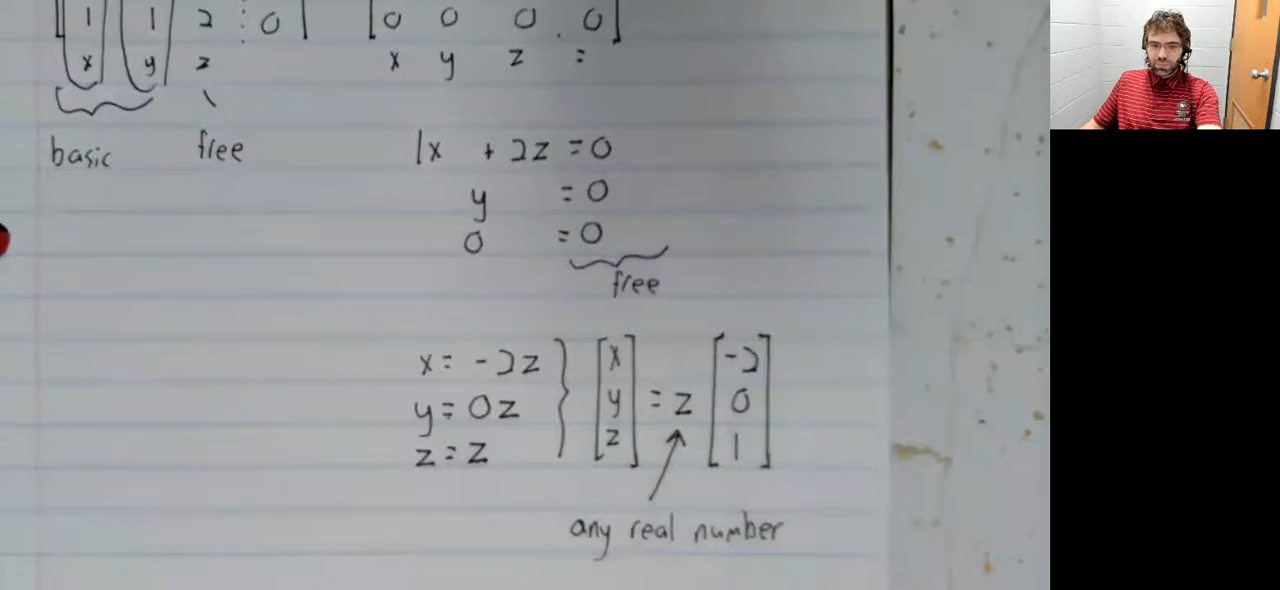 [ 1 1 2 ⋮ 0 ] [ 0 0 0 . 0 ]
x y z x y z =
basic free
1x + 2z = 0
y = 0
0 = 0
free
x = -2z
y = 0z
z = z
[ x y z ] = z [ -2 0 1 ]
any real number